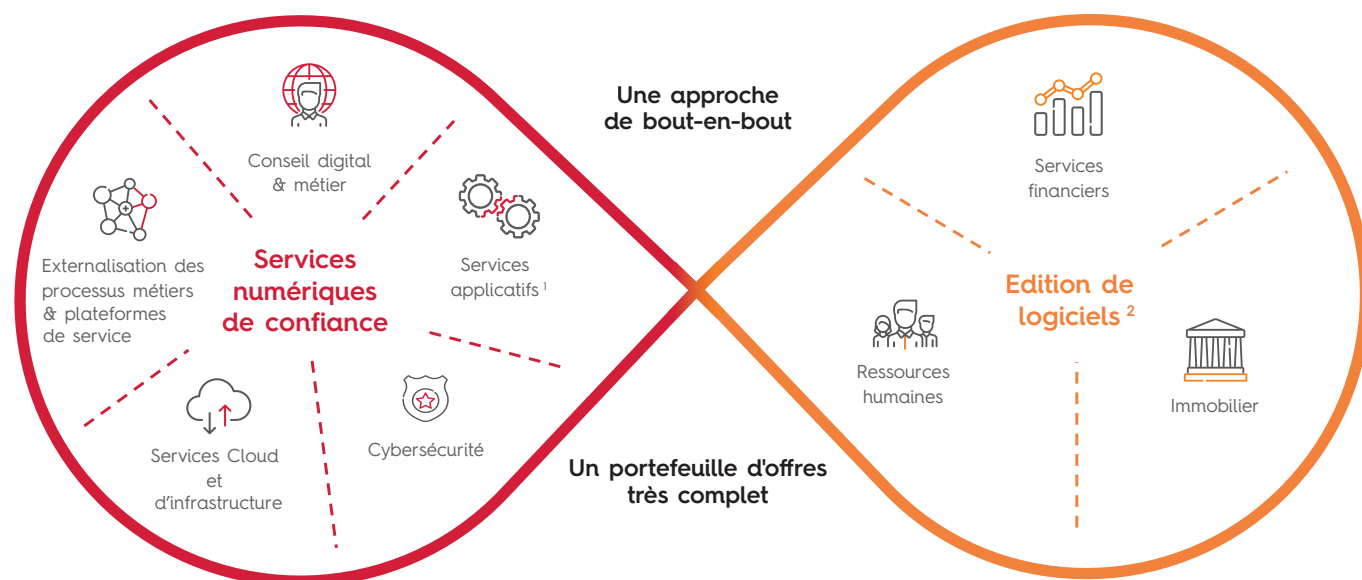 Une approche
de bout-en-bout
Conseil digital
& métier
Services
applicatifs ¹
Externalisation des
processus métiers
& plateformes
de service
Services
numériques
de confiance
Services Cloud
et
d'infrastructure
Cybersécurité
Un portefeuille d'offres
très complet
Services
financiers
Edition de
logiciels ²
Ressources
humaines
Immobilier